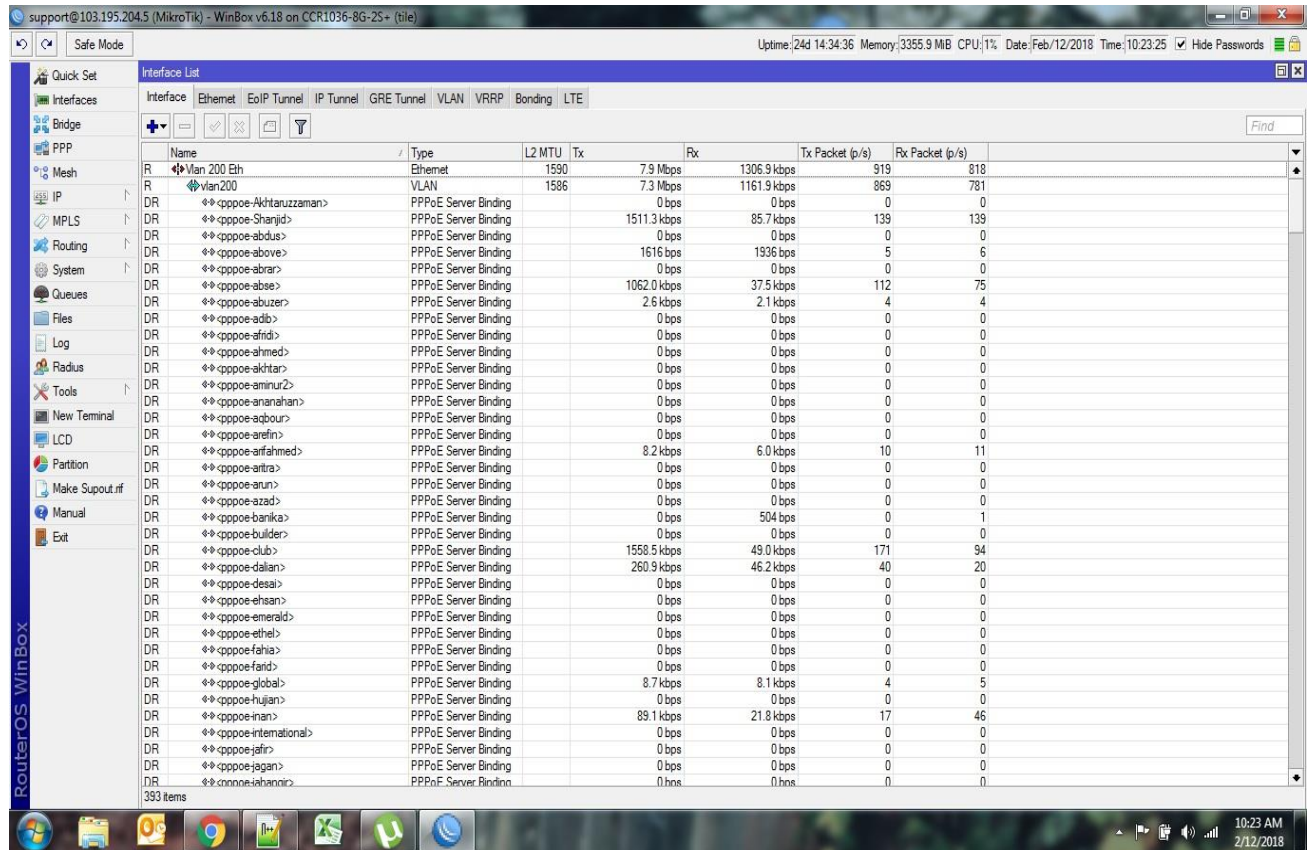 support@103.195.204.5 (MikroTik) - WinBox v6.18 on CCR1036-8G-2S+ (tile)
Safe Mode Uptime: 24d 14:34:36 Memory: 3355.9 MiB CPU: 1% Date: Feb/12/2018 Time: 10:23:25 Hide Passwords
Quick Set
Interfaces
Bridge
PPP
Mesh
IP
MPLS
Routing
System
Queues
Files
Log
Radius
Tools
New Terminal
LCD
Partition
Make Supout.rif
Manual
Exit
RouterOS WinBox
Interface List
Interface Ethernet EoIP Tunnel IP Tunnel GRE Tunnel VLAN VRRP Bonding LTE
Find
Name Type L2 MTU Tx Rx Tx Packet (p/s) Rx Packet (p/s)
R Vlan 200 Eth Ethernet 1590 7.9 Mbps 1306.9 kbps 919 818
R vlan200 VLAN 1586 7.3 Mbps 1161.9 kbps 869 781
DR <pppoe-Akhtaruzzaman> PPPoE Server Binding 0 bps 0 bps 0 0
DR <pppoe-Shanjid> PPPoE Server Binding 1511.3 kbps 85.7 kbps 139 139
DR <pppoe-abdus> PPPoE Server Binding 0 bps 0 bps 0 0
DR <pppoe-above> PPPoE Server Binding 1616 bps 1936 bps 5 6
DR <pppoe-abrar> PPPoE Server Binding 0 bps 0 bps 0 0
DR <pppoe-abse> PPPoE Server Binding 1062.0 kbps 37.5 kbps 112 75
DR <pppoe-abuzer> PPPoE Server Binding 2.6 kbps 2.1 kbps 4 4
DR <pppoe-adib> PPPoE Server Binding 0 bps 0 bps 0 0
DR <pppoe-afridi> PPPoE Server Binding 0 bps 0 bps 0 0
DR <pppoe-ahmed> PPPoE Server Binding 0 bps 0 bps 0 0
DR <pppoe-akhtar> PPPoE Server Binding 0 bps 0 bps 0 0
DR <pppoe-aminur2> PPPoE Server Binding 0 bps 0 bps 0 0
DR <pppoe-ananahan> PPPoE Server Binding 0 bps 0 bps 0 0
DR <pppoe-aqbour> PPPoE Server Binding 0 bps 0 bps 0 0
DR <pppoe-arefin> PPPoE Server Binding 0 bps 0 bps 0 0
DR <pppoe-arifahmed> PPPoE Server Binding 8.2 kbps 6.0 kbps 10 11
DR <pppoe-aritra> PPPoE Server Binding 0 bps 0 bps 0 0
DR <pppoe-arun> PPPoE Server Binding 0 bps 0 bps 0 0
DR <pppoe-azad> PPPoE Server Binding 0 bps 0 bps 0 0
DR <pppoe-banika> PPPoE Server Binding 0 bps 504 bps 0 1
DR <pppoe-builder> PPPoE Server Binding 0 bps 0 bps 0 0
DR <pppoe-club> PPPoE Server Binding 1558.5 kbps 49.0 kbps 171 94
DR <pppoe-dalian> PPPoE Server Binding 260.9 kbps 46.2 kbps 40 20
DR <pppoe-desai> PPPoE Server Binding 0 bps 0 bps 0 0
DR <pppoe-ehsan> PPPoE Server Binding 0 bps 0 bps 0 0
DR <pppoe-emerald> PPPoE Server Binding 0 bps 0 bps 0 0
DR <pppoe-ethel> PPPoE Server Binding 0 bps 0 bps 0 0
DR <pppoe-fahia> PPPoE Server Binding 0 bps 0 bps 0 0
DR <pppoe-farid> PPPoE Server Binding 0 bps 0 bps 0 0
DR <pppoe-global> PPPoE Server Binding 8.7 kbps 8.1 kbps 4 5
DR <pppoe-hujian> PPPoE Server Binding 0 bps 0 bps 0 0
DR <pppoe-inan> PPPoE Server Binding 89.1 kbps 21.8 kbps 17 46
DR <pppoe-international> PPPoE Server Binding 0 bps 0 bps 0 0
DR <pppoe-jafir> PPPoE Server Binding 0 bps 0 bps 0 0
DR <pppoe-jagan> PPPoE Server Binding 0 bps 0 bps 0 0
DR <pppoe-jahangir> PPPoE Server Binding 0 bps 0 bps 0 0
393 items
10:23 AM
2/12/2018